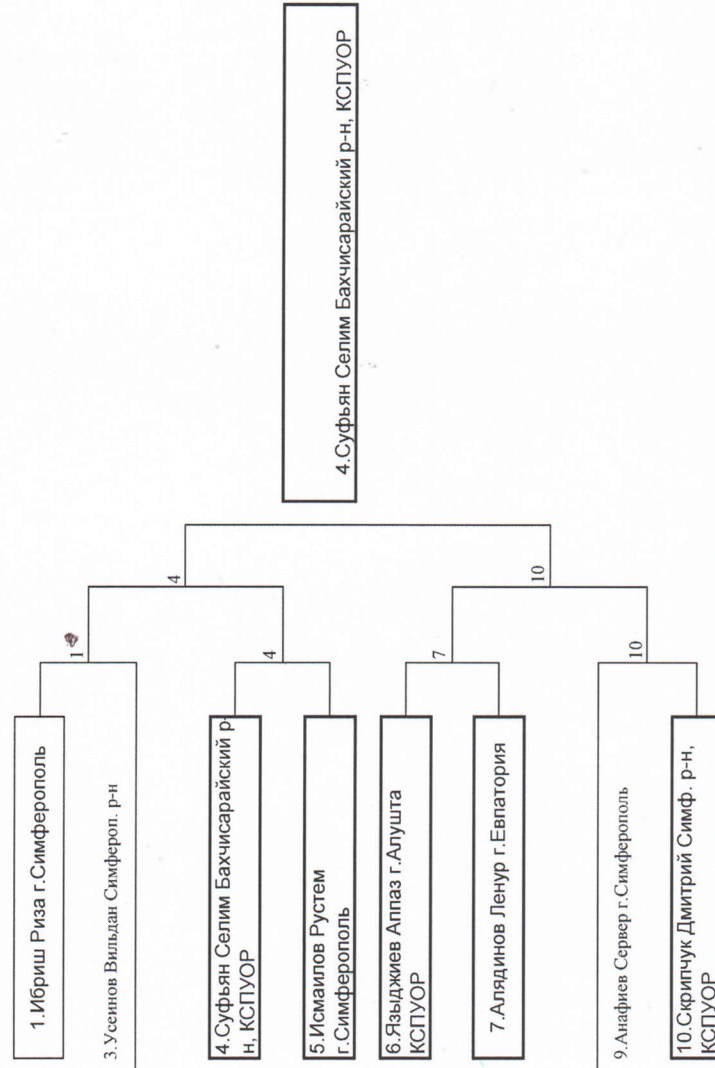 1.Ибриш Риза г.Симферополь
3.Усеинов Вильдан Симфероп. р-н
4.Суфьян Селим Бахчисарайский р-
н, КСПУОР
5.Исмаилов Рустем
г.Симферополь
6.Языджиев Аппаз г.Алушта
КСПУОР
7.Алядинов Ленур г.Евпатория
9.Анафиев Сервер г.Симферополь
10.Скрипчук Дмитрий Симф. р-н,
КСПУОР
1
4
7
10
4
10
4.Суфьян Селим Бахчисарайский р-н, КСПУОР